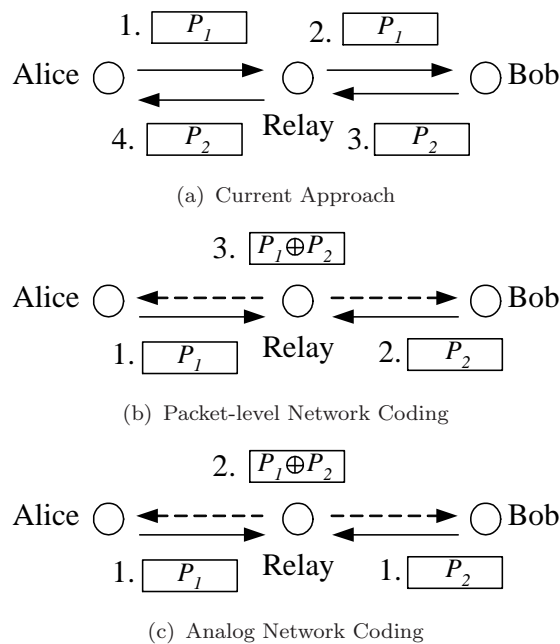 1. P₁ 2. P₁
Alice Bob
Relay
4. P₂ 3. P₂
(a) Current Approach
3. P₁⊕P₂
Alice Bob
1. P₁ Relay 2. P₂
(b) Packet-level Network Coding
2. P₁⊕P₂
Alice Bob
1. P₁ Relay 1. P₂
(c) Analog Network Coding